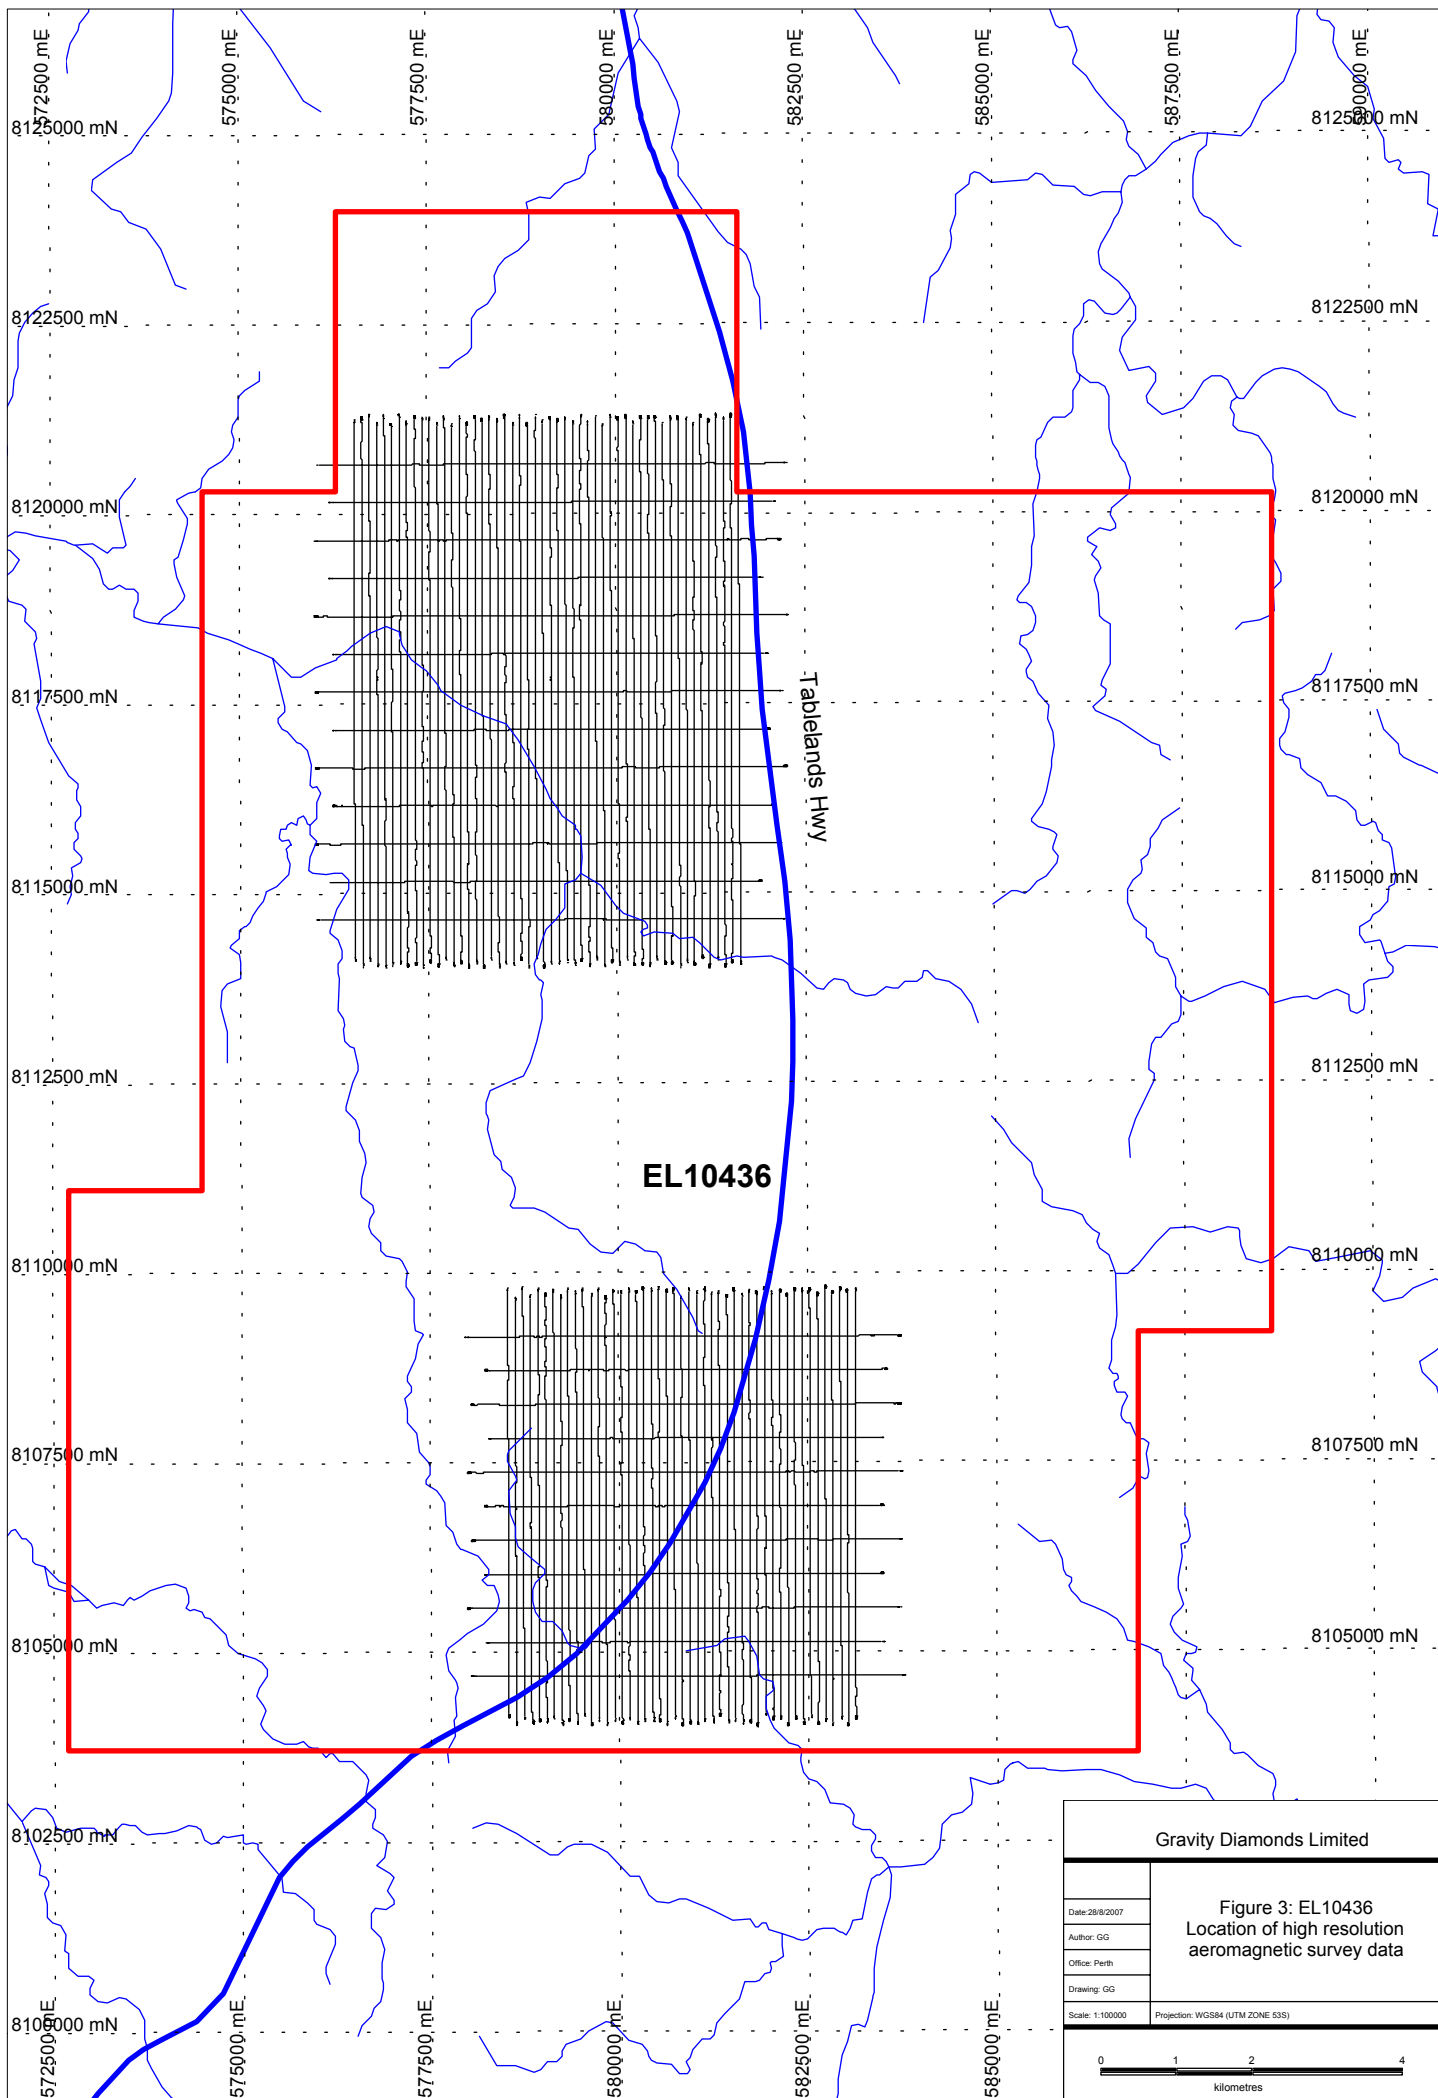 572500 mE
575000 mE
577500 mE
580000 mE
582500 mE
585000 mE
587500 mE
590000 mE
8125000 mN
8125000 mN
8122500 mN
8122500 mN
8120000 mN
8120000 mN
8117500 mN
8117500 mN
Tablelands Hwy
8115000 mN
8115000 mN
8112500 mN
8112500 mN
EL10436
8110000 mN
8110000 mN
8107500 mN
8107500 mN
8105000 mN
8105000 mN
8102500 mN
8100000 mN
572500 mE
575000 mE
577500 mE
580000 mE
582500 mE
585000 mE
Gravity Diamonds Limited
Date:28/8/2007
Author: GG
Office: Perth
Drawing: GG
Scale: 1:100000
Figure 3: EL10436
Location of high resolution
aeromagnetic survey data
Projection: WGS84 (UTM ZONE 53S)
0 1 2 4
kilometres